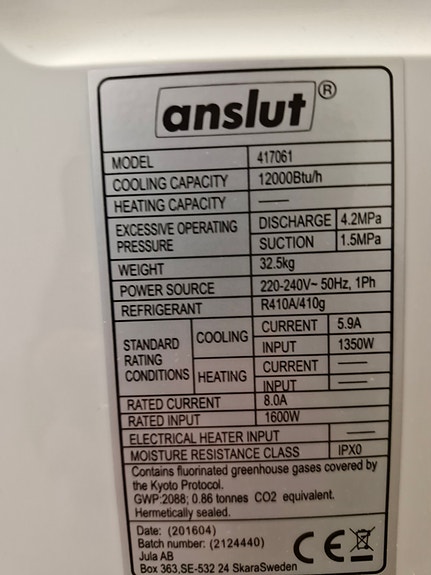 anslut®
MODEL 417061
COOLING CAPACITY 12000Btu/h
HEATING CAPACITY —
EXCESSIVE OPERATING PRESSURE DISCHARGE 4.2MPa
SUCTION 1.5MPa
WEIGHT 32.5kg
POWER SOURCE 220-240V~ 50Hz, 1Ph
REFRIGERANT R410A/410g
STANDARD RATING CONDITIONS COOLING CURRENT 5.9A
INPUT 1350W
HEATING CURRENT —
INPUT —
RATED CURRENT 8.0A
RATED INPUT 1600W
ELECTRICAL HEATER INPUT —
MOISTURE RESISTANCE CLASS IPX0
Contains fluorinated greenhouse gases covered by
the Kyoto Protocol.
GWP:2088; 0.86 tonnes CO2 equivalent.
Hermetically sealed.
Date: (201604)
Batch number: (2124440)
Jula AB
Box 363,SE-532 24 SkaraSweden
CE